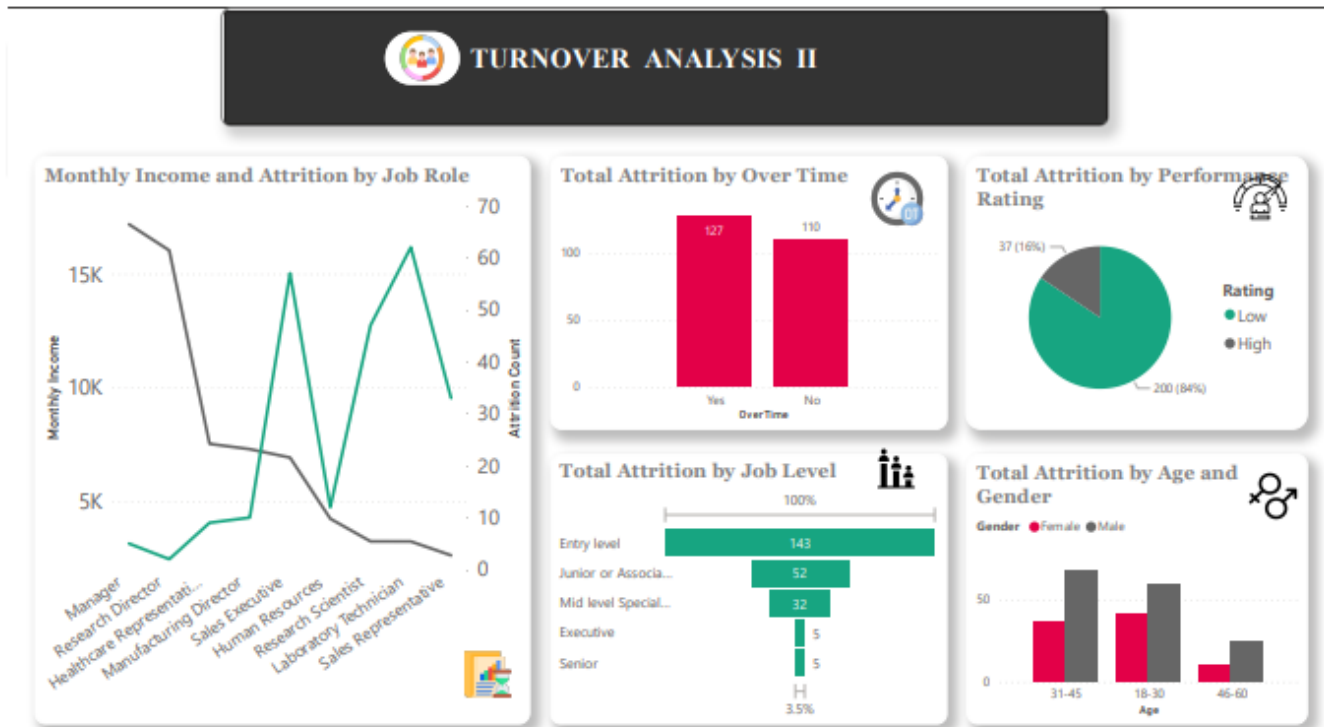 TURNOVER ANALYSIS II
Monthly Income and Attrition by Job Role
70
60
50
40
30
20
10
0
15K
10K
5K
Monthly Income
Attrition Count
Manager
Research Director
Healthcare Representati...
Manufacturing Director
Sales Executive
Human Resources
Research Scientist
Laboratory Technician
Sales Representative
Total Attrition by Over Time
OT
127
110
100
50
0
Yes
No
OverTime
Total Attrition by Performance
Rating
37 (16%)
200 (84%)
Rating
Low
High
Total Attrition by Job Level
100%
Entry level
143
Junior or Associa...
52
Mid level Special...
32
Executive
5
Senior
5
3.5%
Total Attrition by Age and
Gender
Gender Female Male
50
0
31-45
18-30
46-60
Age